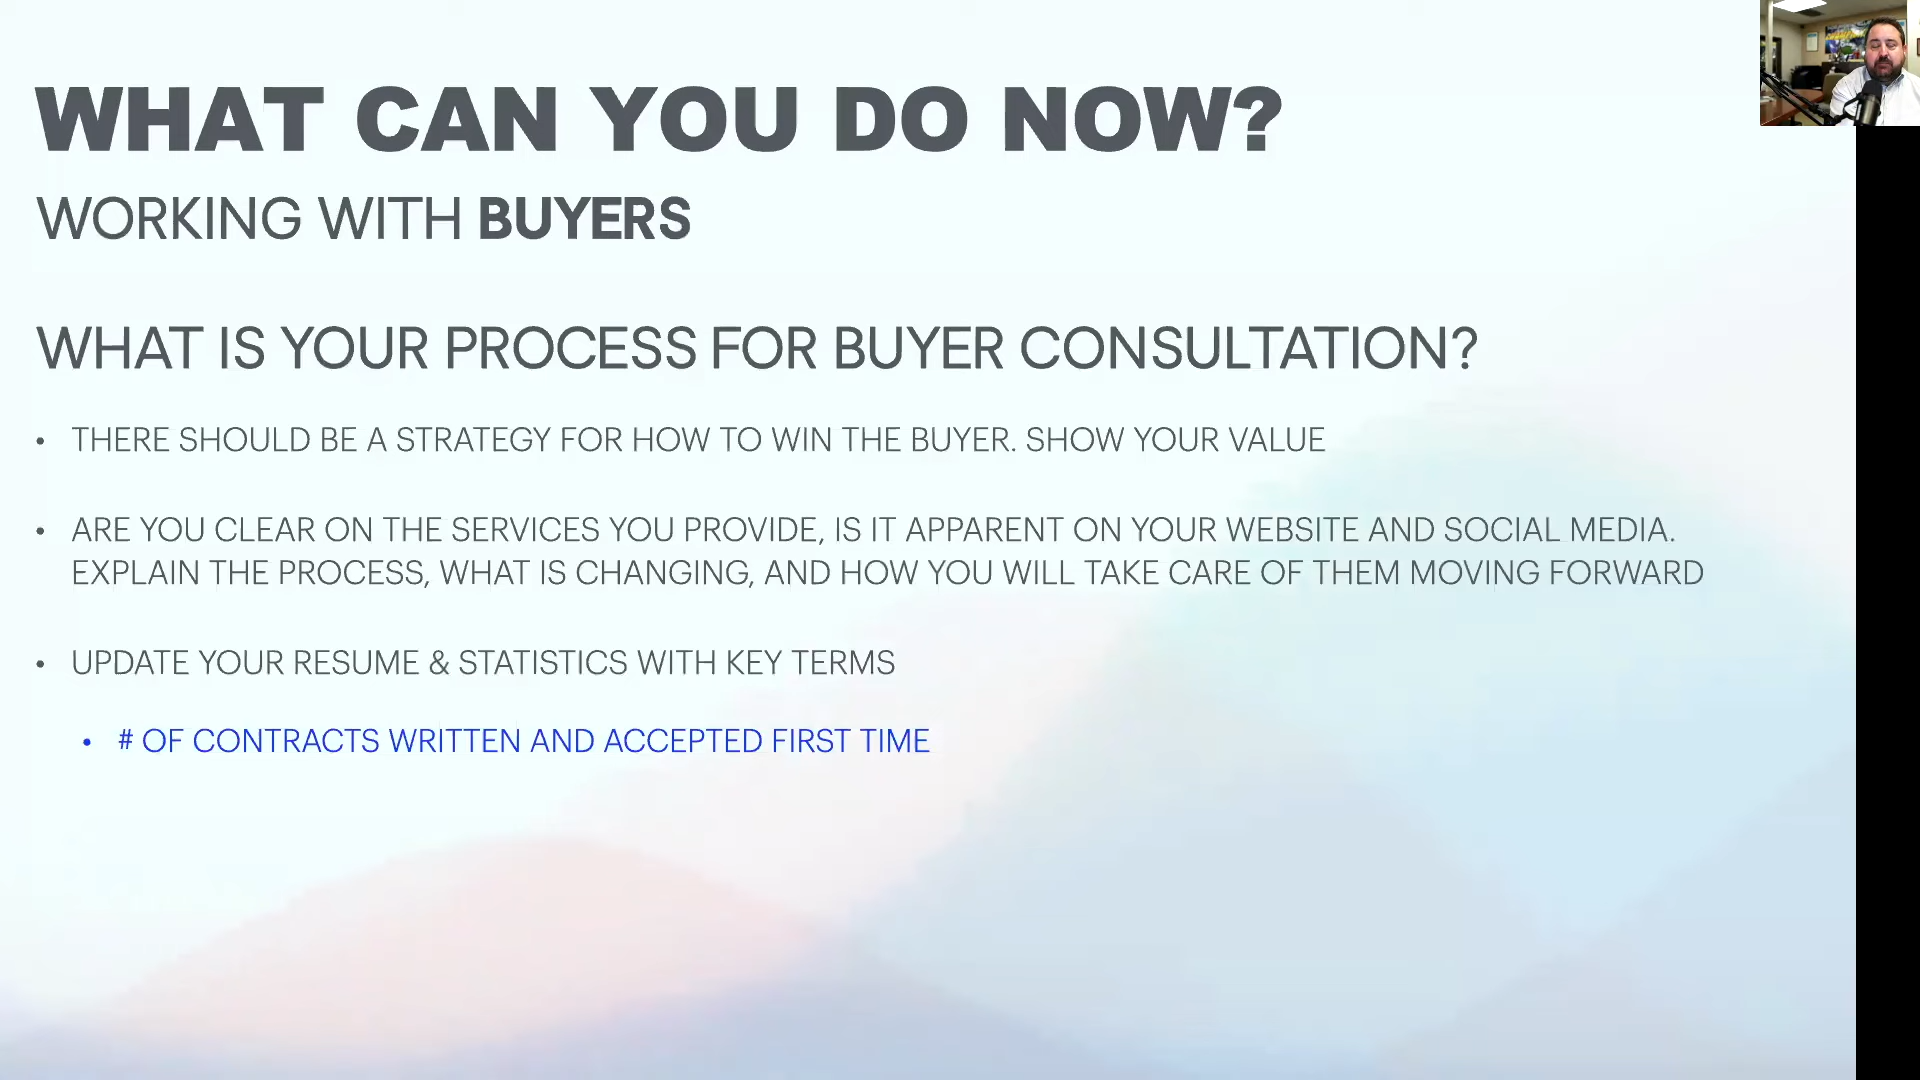 WHAT CAN YOU DO NOW?
WORKING WITH BUYERS
WHAT IS YOUR PROCESS FOR BUYER CONSULTATION?
• THERE SHOULD BE A STRATEGY FOR HOW TO WIN THE BUYER. SHOW YOUR VALUE
• ARE YOU CLEAR ON THE SERVICES YOU PROVIDE, IS IT APPARENT ON YOUR WEBSITE AND SOCIAL MEDIA.
EXPLAIN THE PROCESS, WHAT IS CHANGING, AND HOW YOU WILL TAKE CARE OF THEM MOVING FORWARD
• UPDATE YOUR RESUME & STATISTICS WITH KEY TERMS
• # OF CONTRACTS WRITTEN AND ACCEPTED FIRST TIME